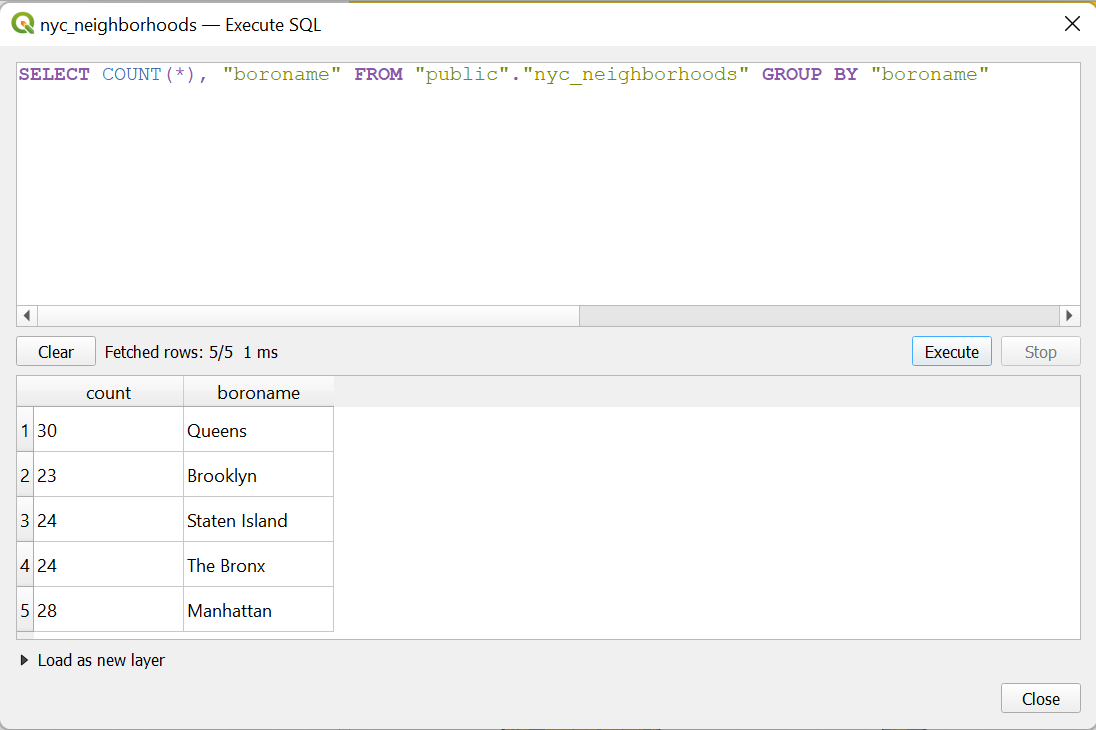 nyc_neighborhoods — Execute SQL
SELECT COUNT(*), "boroname" FROM "public"."nyc_neighborhoods" GROUP BY "boroname"
Clear Fetched rows: 5/5 1 ms Execute Stop
count boroname
1 30 Queens
2 23 Brooklyn
3 24 Staten Island
4 24 The Bronx
5 28 Manhattan
Load as new layer
Close